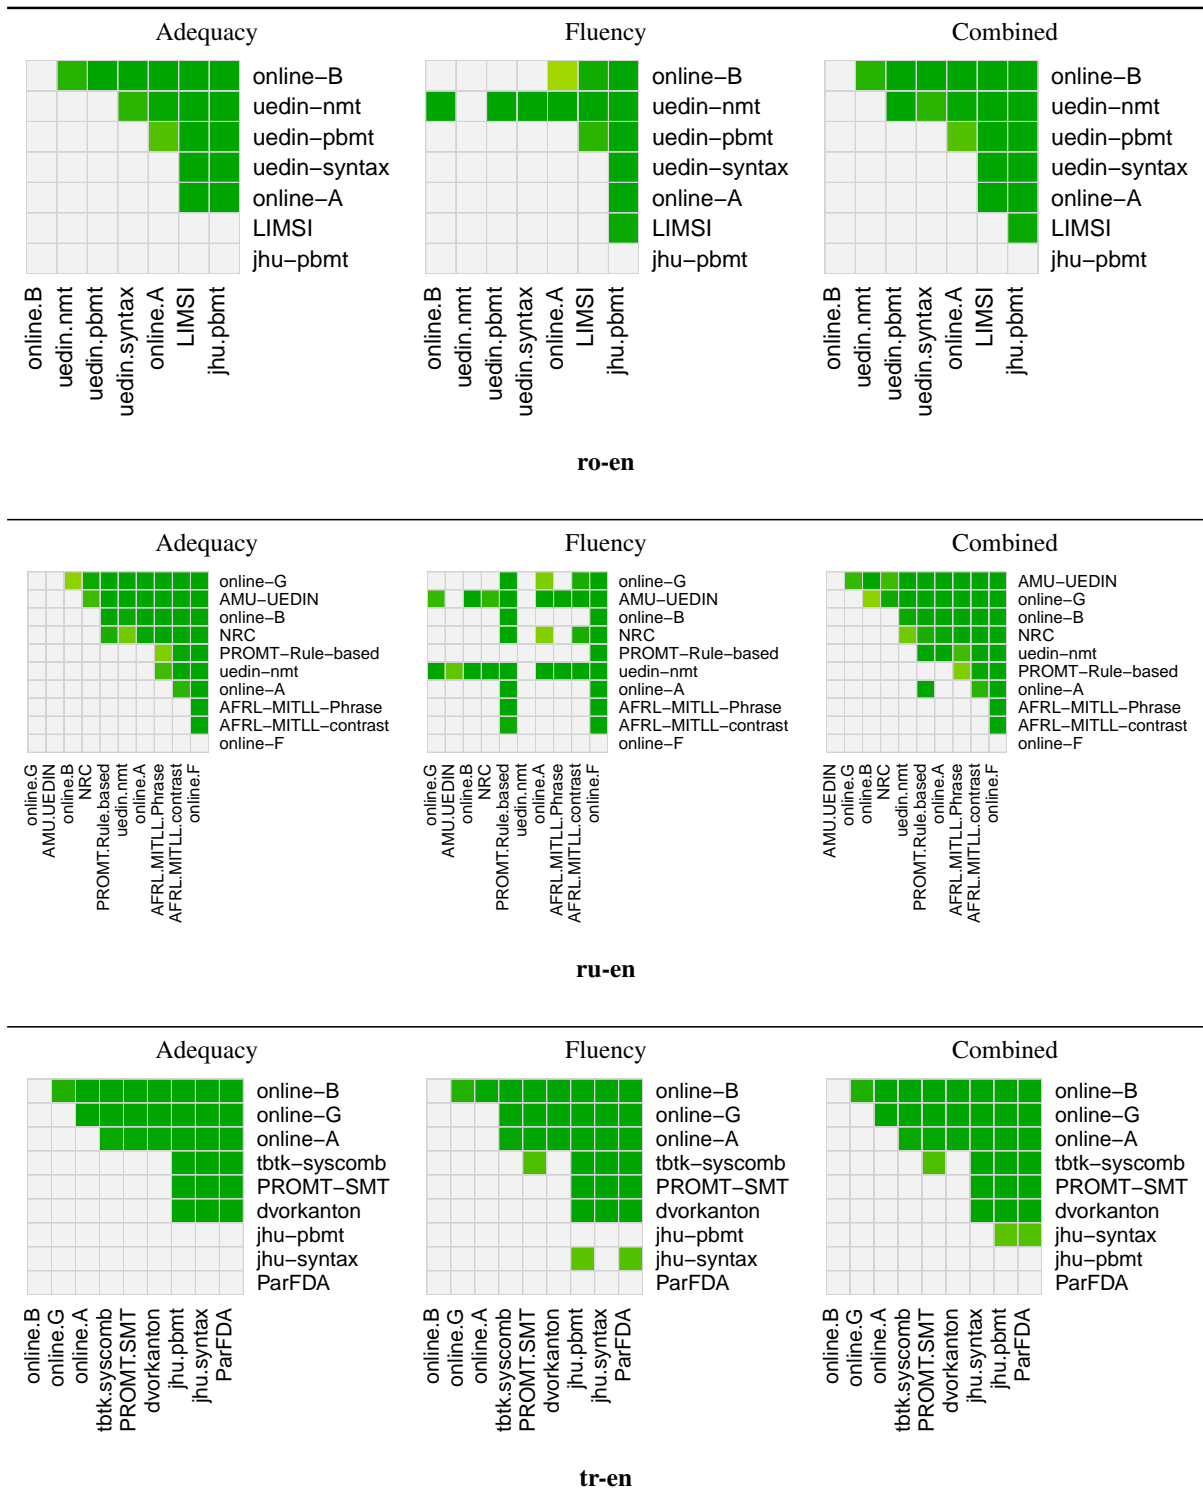 Adequacy
Fluency
Combined
online−B
uedin−nmt
uedin−pbmt
uedin−syntax
online−A
LIMSI
jhu−pbmt
online.B
uedin.nmt
uedin.pbmt
uedin.syntax
online.A
LIMSI
jhu.pbmt
online−B
uedin−nmt
uedin−pbmt
uedin−syntax
online−A
LIMSI
jhu−pbmt
online.B
uedin.nmt
uedin.pbmt
uedin.syntax
online.A
LIMSI
jhu.pbmt
online−B
uedin−nmt
uedin−pbmt
uedin−syntax
online−A
LIMSI
jhu−pbmt
online.B
uedin.nmt
uedin.pbmt
uedin.syntax
online.A
LIMSI
jhu.pbmt
ro-en
Adequacy
Fluency
Combined
online−G
AMU−UEDIN
online−B
NRC
PROMT−Rule−based
uedin−nmt
online−A
AFRL−MITLL−Phrase
AFRL−MITLL−contrast
online−F
online.G
AMU.UEDIN
online.B
NRC
PROMT.Rule.based
uedin.nmt
online.A
AFRL.MITLL.Phrase
AFRL.MITLL.contrast
online.F
online−G
AMU−UEDIN
online−B
NRC
PROMT−Rule−based
uedin−nmt
online−A
AFRL−MITLL−Phrase
AFRL−MITLL−contrast
online−F
online.G
AMU.UEDIN
online.B
NRC
PROMT.Rule.based
uedin.nmt
online.A
AFRL.MITLL.Phrase
AFRL.MITLL.contrast
online.F
AMU−UEDIN
online−G
online−B
NRC
uedin−nmt
PROMT−Rule−based
online−A
AFRL−MITLL−Phrase
AFRL−MITLL−contrast
online−F
AMU.UEDIN
online.G
online.B
NRC
uedin.nmt
PROMT.Rule.based
online.A
AFRL.MITLL.Phrase
AFRL.MITLL.contrast
online.F
ru-en
Adequacy
Fluency
Combined
online−B
online−G
online−A
tbtk−syscomb
PROMT−SMT
dvorkanton
jhu−pbmt
jhu−syntax
ParFDA
online.B
online.G
online.A
tbtk.syscomb
PROMT.SMT
dvorkanton
jhu.pbmt
jhu.syntax
ParFDA
online−B
online−G
online−A
tbtk−syscomb
PROMT−SMT
dvorkanton
jhu−pbmt
jhu−syntax
ParFDA
online.B
online.G
online.A
tbtk.syscomb
PROMT.SMT
dvorkanton
jhu.pbmt
jhu.syntax
ParFDA
online−B
online−G
online−A
tbtk−syscomb
PROMT−SMT
dvorkanton
jhu−syntax
jhu−pbmt
ParFDA
online.B
online.G
online.A
tbtk.syscomb
PROMT.SMT
dvorkanton
jhu.syntax
jhu.pbmt
ParFDA
tr-en